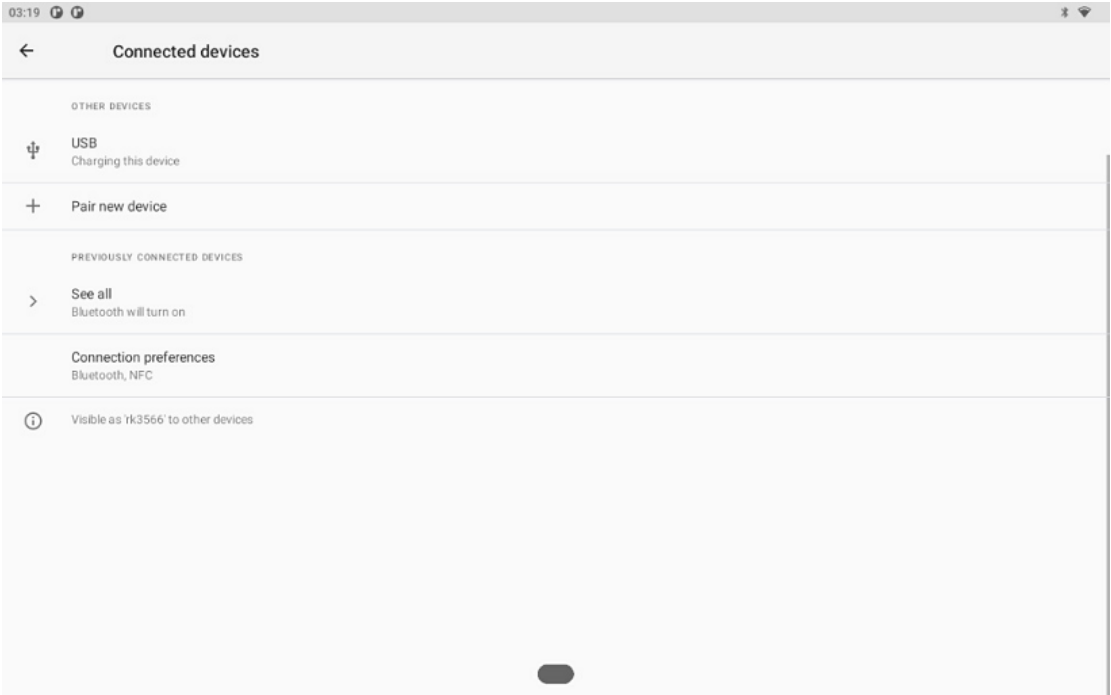 03:19
Connected devices
OTHER DEVICES
USB
Charging this device
Pair new device
PREVIOUSLY CONNECTED DEVICES
See all
Bluetooth will turn on
Connection preferences
Bluetooth, NFC
Visible as 'rk3566' to other devices